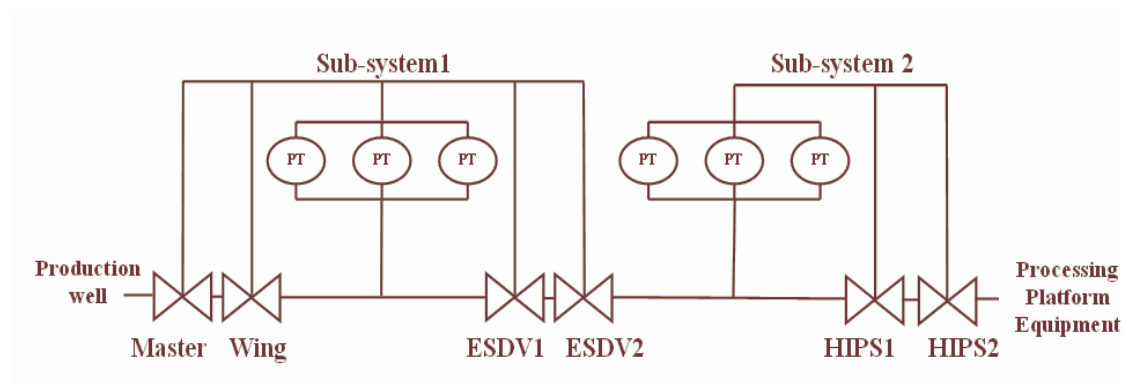 Sub-system1
Sub-system 2
PT
PT
PT
PT
PT
PT
Production
well
Processing
Platform
Equipment
Master
Wing
ESDV1
ESDV2
HIPS1
HIPS2